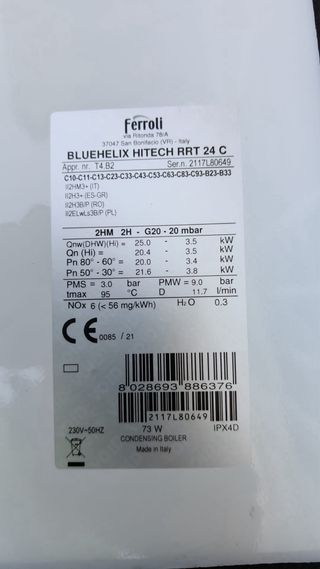 Ferroli
via Ritonda 78/A
37047 San Bonifacio (VR) - Italy
BLUEHELIX HITECH RRT 24 C
Appr. nr. T4.B2 Ser.n. 2117L80649
C10-C11-C13-C23-C33-C43-C53-C63-C83-C93-B23-B33
II2HM3+ (IT)
II2H3+ (ES-GR)
II2H3B/P (RO)
II2ELwLs3B/P (PL)
2HM 2H - G20 - 20 mbar
Qnw(DHW)(Hi) = 25.0 - 3.5 kW
Qn (Hi) = 20.4 - 3.5 kW
Pn 80° - 60° = 20.0 - 3.4 kW
Pn 50° - 30° = 21.6 - 3.8 kW
PMS = 3.0 bar PMW = 9.0 bar
tmax 95 °C D 11.7 l/min
NOx 6 (< 56 mg/kWh) H2O 0.3
CE 0085 / 21
8 028693 886376
2117L80649
230V~50HZ 73 W IPX4D
CONDENSING BOILER
Made in Italy